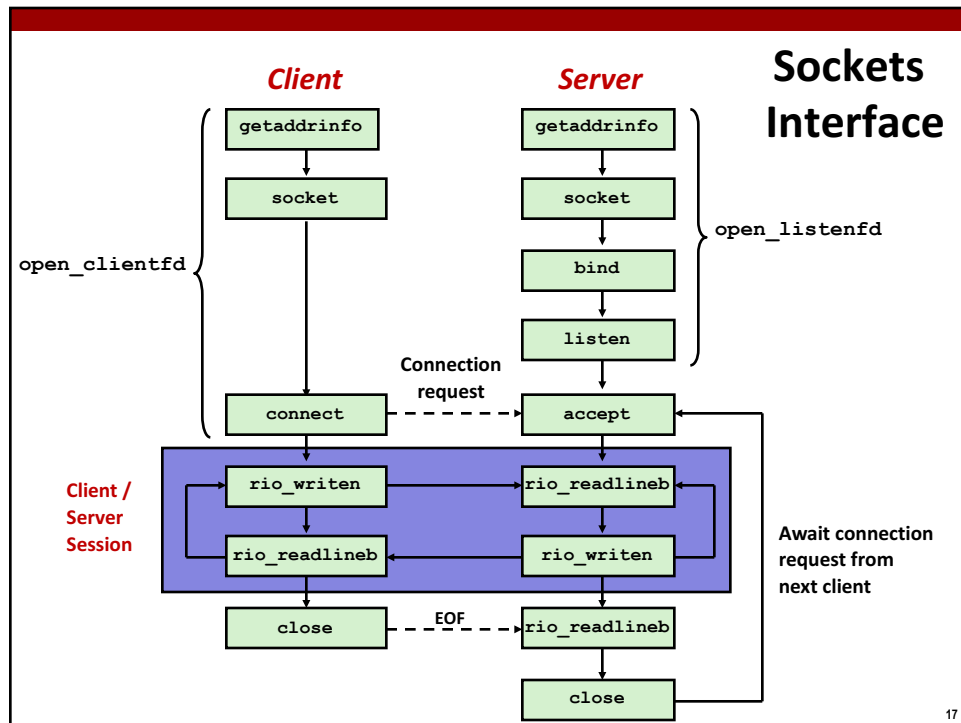 Sockets
Interface
Client
Server
getaddrinfo
getaddrinfo
socket
socket
open_clientfd
open_listenfd
bind
listen
Connection
request
connect
accept
Client /
Server
Session
rio_writen
rio_readlineb
rio_readlineb
rio_writen
Await connection
request from
next client
close
EOF
rio_readlineb
close
17